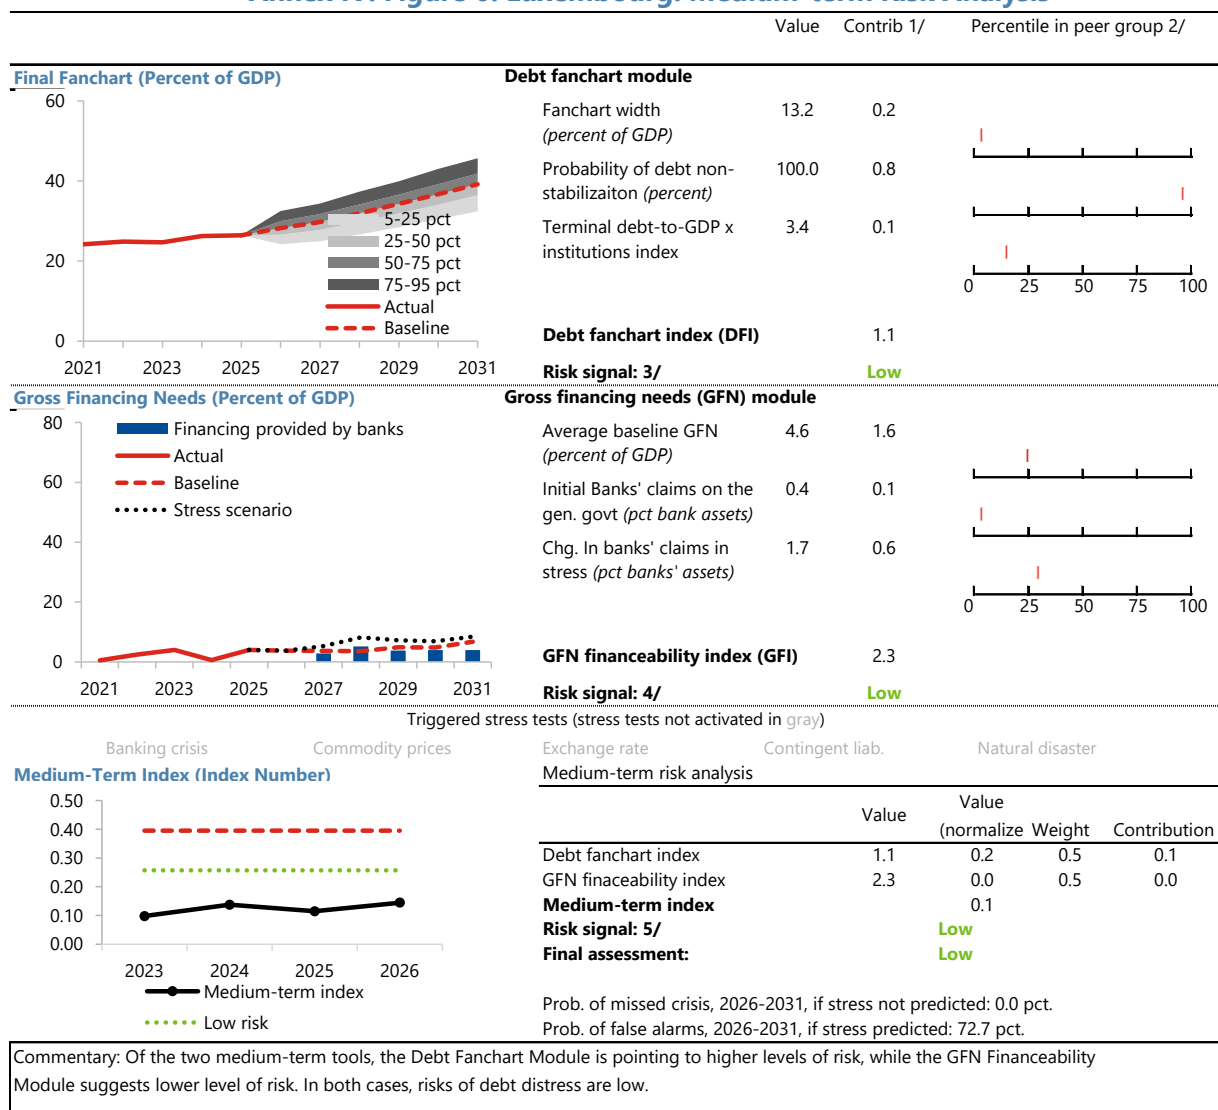 Value Contrib 1/ Percentile in peer group 2/
Final Fanchart (Percent of GDP)
60
40
20
0
2021 2023 2025 2027 2029 2031
5-25 pct
25-50 pct
50-75 pct
75-95 pct
Actual
Baseline
Debt fanchart module
Fanchart width 13.2 0.2
(percent of GDP)
Probability of debt non- 100.0 0.8
stabilizaiton (percent)
Terminal debt-to-GDP x 3.4 0.1
institutions index
0 25 50 75 100
Debt fanchart index (DFI) 1.1
Risk signal: 3/ Low
Gross Financing Needs (Percent of GDP)
80
60
40
20
0
2021 2023 2025 2027 2029 2031
Financing provided by banks
Actual
Baseline
Stress scenario
Gross financing needs (GFN) module
Average baseline GFN 4.6 1.6
(percent of GDP)
Initial Banks' claims on the 0.4 0.1
gen. govt (pct bank assets)
Chg. In banks' claims in 1.7 0.6
stress (pct banks' assets)
0 25 50 75 100
GFN financeability index (GFI) 2.3
Risk signal: 4/ Low
Triggered stress tests (stress tests not activated in gray)
Banking crisis Commodity prices Exchange rate Contingent liab. Natural disaster
Medium-Term Index (Index Number)
0.50
0.40
0.30
0.20
0.10
0.00
2023 2024 2025 2026
Medium-term index
Low risk
Medium-term risk analysis
Value
Value
(normalize Weight Contribution
Debt fanchart index 1.1 0.2 0.5 0.1
GFN finaceability index 2.3 0.0 0.5 0.0
Medium-term index 0.1
Risk signal: 5/ Low
Final assessment: Low
Prob. of missed crisis, 2026-2031, if stress not predicted: 0.0 pct.
Prob. of false alarms, 2026-2031, if stress predicted: 72.7 pct.
Commentary: Of the two medium-term tools, the Debt Fanchart Module is pointing to higher levels of risk, while the GFN Financeability
Module suggests lower level of risk. In both cases, risks of debt distress are low.